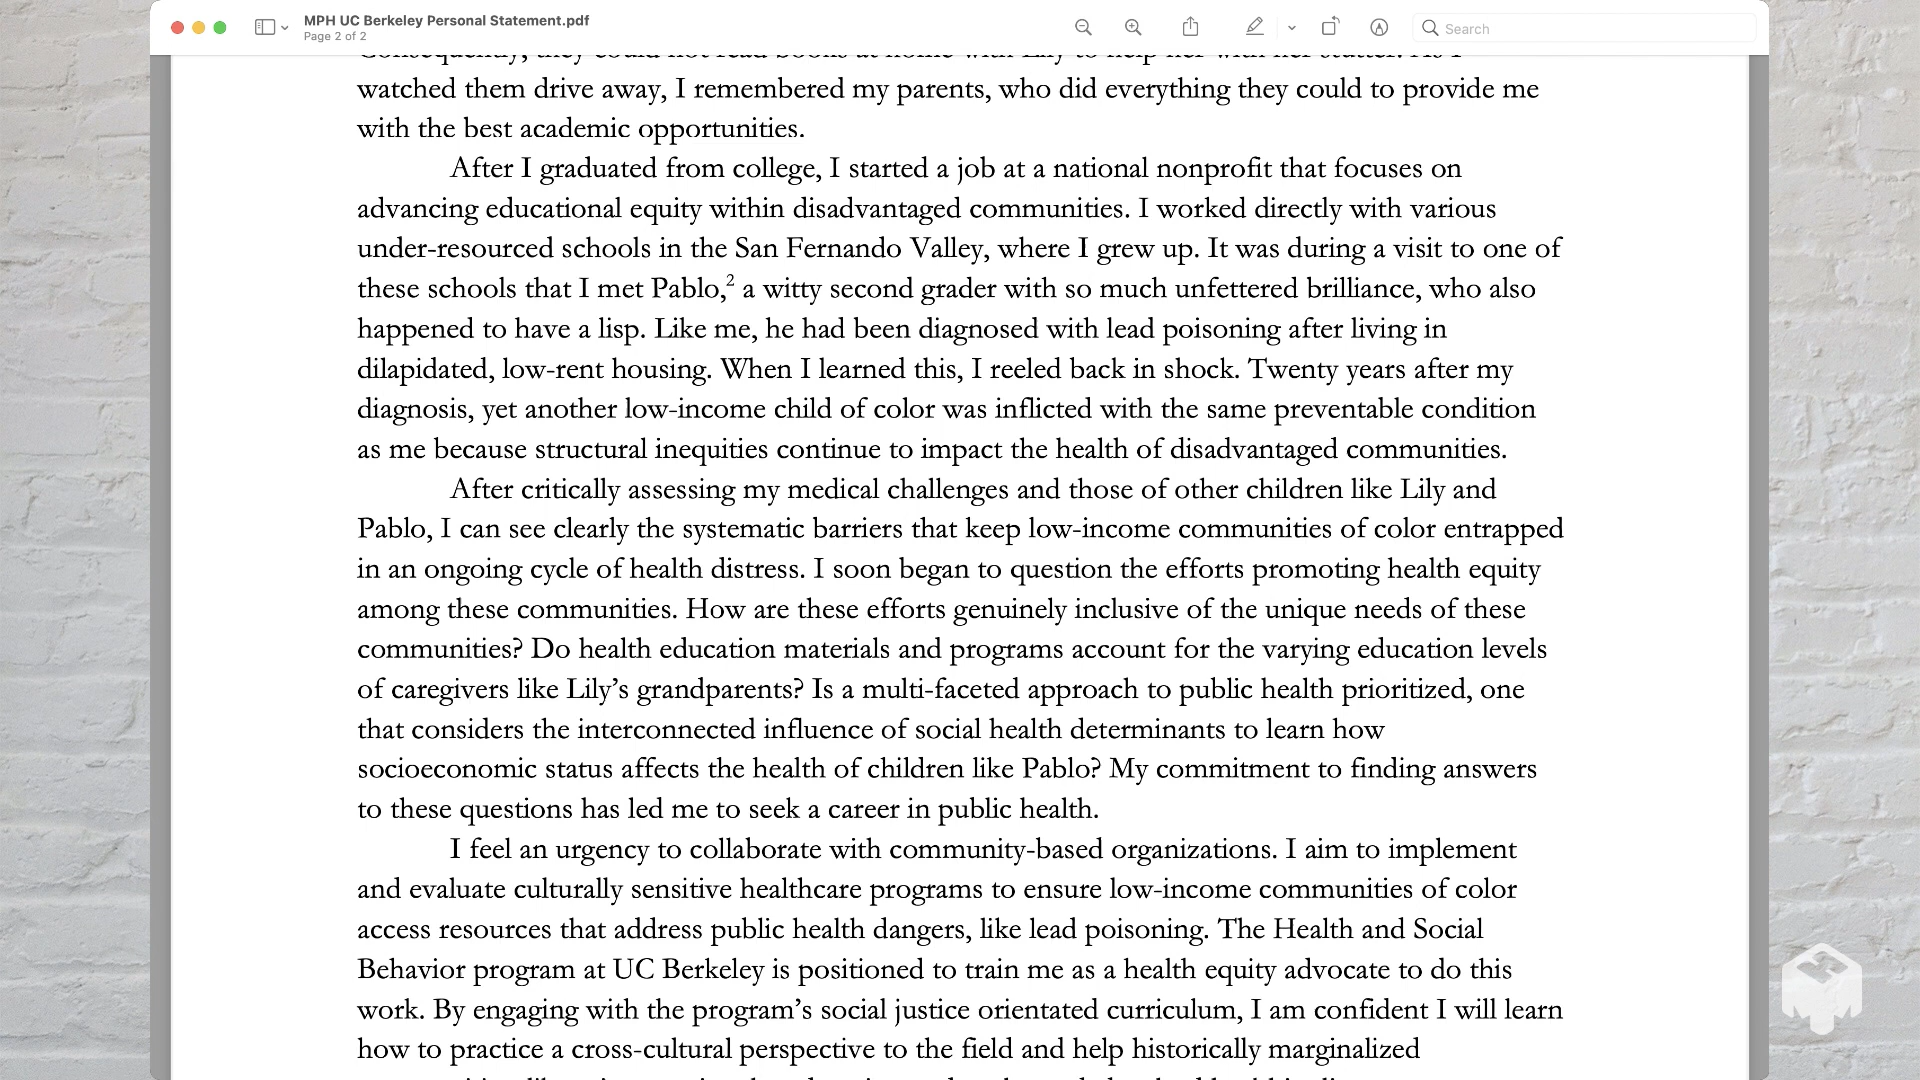 MPH UC Berkeley Personal Statement.pdf
Page 2 of 2
Search
Consequently, they could not read books at home with Lily to help her with her stutter. As I
watched them drive away, I remembered my parents, who did everything they could to provide me
with the best academic opportunities.
After I graduated from college, I started a job at a national nonprofit that focuses on
advancing educational equity within disadvantaged communities. I worked directly with various
under-resourced schools in the San Fernando Valley, where I grew up. It was during a visit to one of
these schools that I met Pablo,² a witty second grader with so much unfettered brilliance, who also
happened to have a lisp. Like me, he had been diagnosed with lead poisoning after living in
dilapidated, low-rent housing. When I learned this, I reeled back in shock. Twenty years after my
diagnosis, yet another low-income child of color was inflicted with the same preventable condition
as me because structural inequities continue to impact the health of disadvantaged communities.
After critically assessing my medical challenges and those of other children like Lily and
Pablo, I can see clearly the systematic barriers that keep low-income communities of color entrapped
in an ongoing cycle of health distress. I soon began to question the efforts promoting health equity
among these communities. How are these efforts genuinely inclusive of the unique needs of these
communities? Do health education materials and programs account for the varying education levels
of caregivers like Lily’s grandparents? Is a multi-faceted approach to public health prioritized, one
that considers the interconnected influence of social health determinants to learn how
socioeconomic status affects the health of children like Pablo? My commitment to finding answers
to these questions has led me to seek a career in public health.
I feel an urgency to collaborate with community-based organizations. I aim to implement
and evaluate culturally sensitive healthcare programs to ensure low-income communities of color
access resources that address public health dangers, like lead poisoning. The Health and Social
Behavior program at UC Berkeley is positioned to train me as a health equity advocate to do this
work. By engaging with the program’s social justice orientated curriculum, I am confident I will learn
how to practice a cross-cultural perspective to the field and help historically marginalized